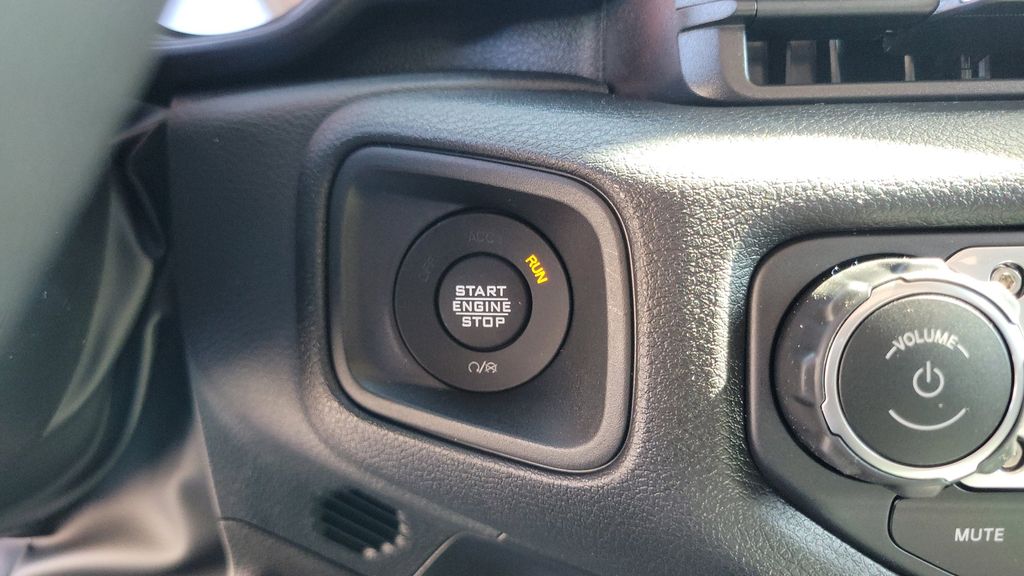 ACC
RUN
START
ENGINE
STOP
VOLUME
MUTE